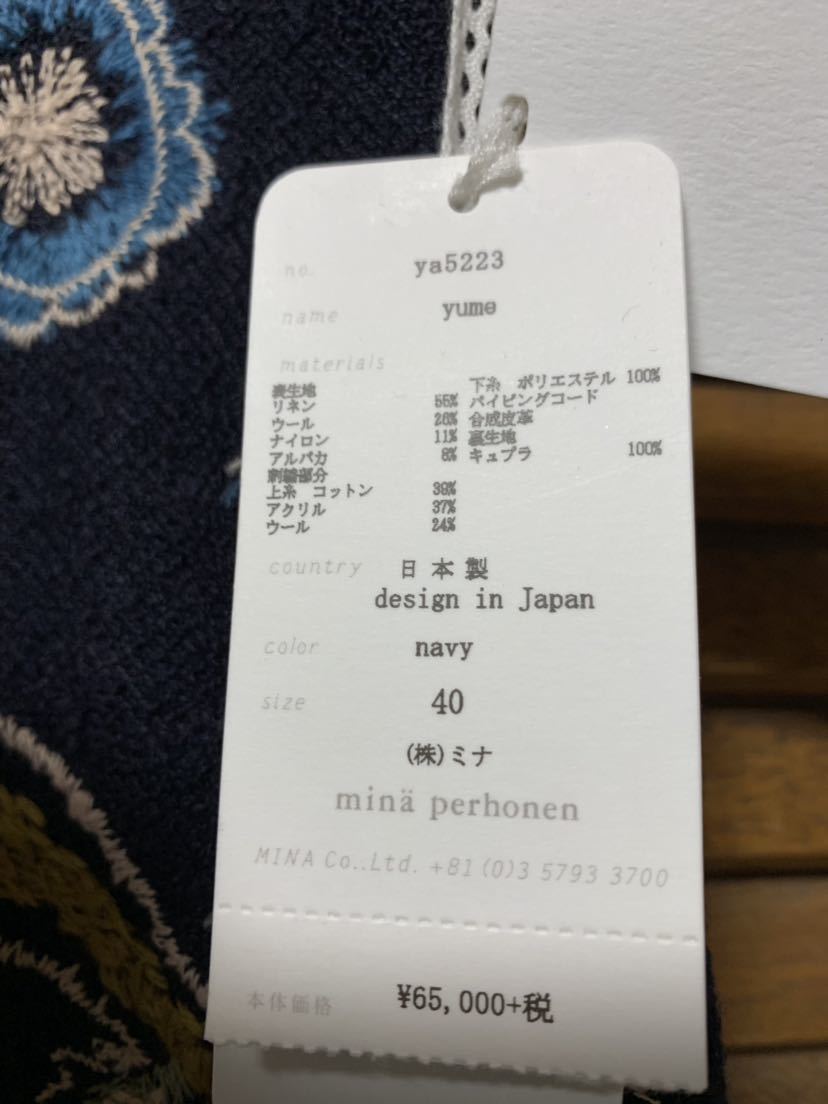 no. ya5223
name yume
materials
表生地
リネン 55%
ウール 26%
ナイロン 11%
アルパカ 8%
刺繍部分
上糸 コットン 39%
アクリル 37%
ウール 24%
下糸 ポリエステル 100%
パイピングコード
合成皮革
裏生地
キュプラ 100%
country 日本製
design in Japan
color navy
size 40
(株)ミナ
minä perhonen
MINA Co.,Ltd. +81(0)3 5793 3700
本体価格 ¥65,000+税